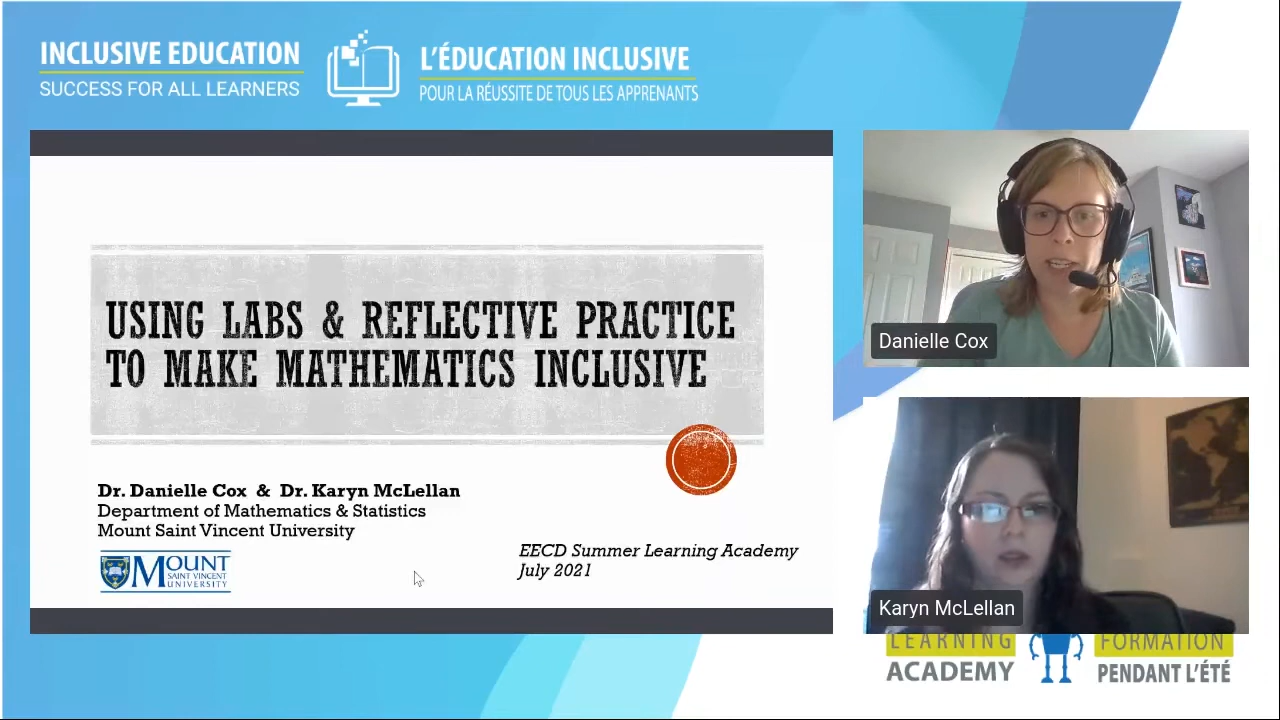 INCLUSIVE EDUCATION
SUCCESS FOR ALL LEARNERS
L'ÉDUCATION INCLUSIVE
POUR LA RÉUSSITE DE TOUS LES APPRENANTS
USING LABS & REFLECTIVE PRACTICE
TO MAKE MATHEMATICS INCLUSIVE
Dr. Danielle Cox & Dr. Karyn McLellan
Department of Mathematics & Statistics
Mount Saint Vincent University
MOUNT
SAINT VINCENT
UNIVERSITY
EECD Summer Learning Academy
July 2021
Danielle Cox
Karyn McLellan
LEARNING
ACADEMY
FORMATION
PENDANT L'ÉTÉ